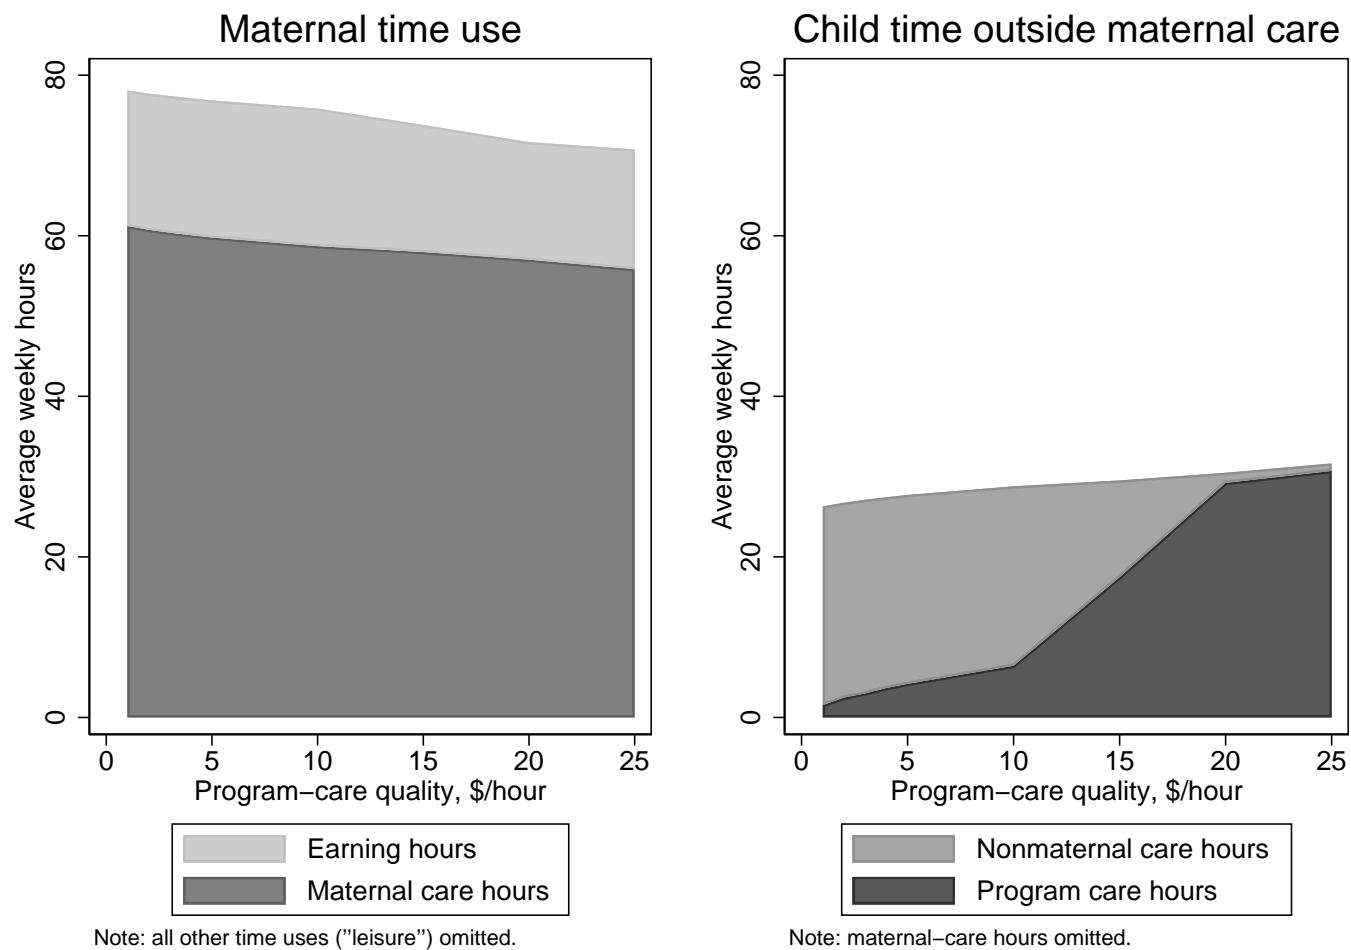 Maternal time use
Average weekly hours
80
60
40
20
0
0 5 10 15 20 25
Program−care quality, $/hour
Earning hours
Maternal care hours
Note: all other time uses ("leisure") omitted.
Child time outside maternal care
Average weekly hours
80
60
40
20
0
0 5 10 15 20 25
Program−care quality, $/hour
Nonmaternal care hours
Program care hours
Note: maternal−care hours omitted.